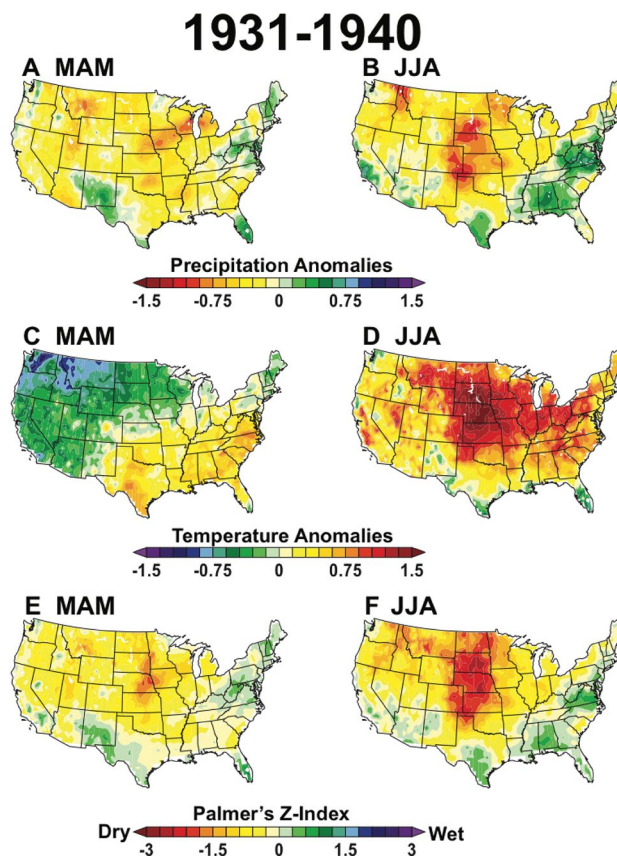 1931-1940
A MAM
B JJA
Precipitation Anomalies
-1.5 -0.75 0 0.75 1.5
C MAM
D JJA
Temperature Anomalies
-1.5 -0.75 0 0.75 1.5
E MAM
F JJA
Palmer's Z-Index
Dry Wet
-3 -1.5 0 1.5 3